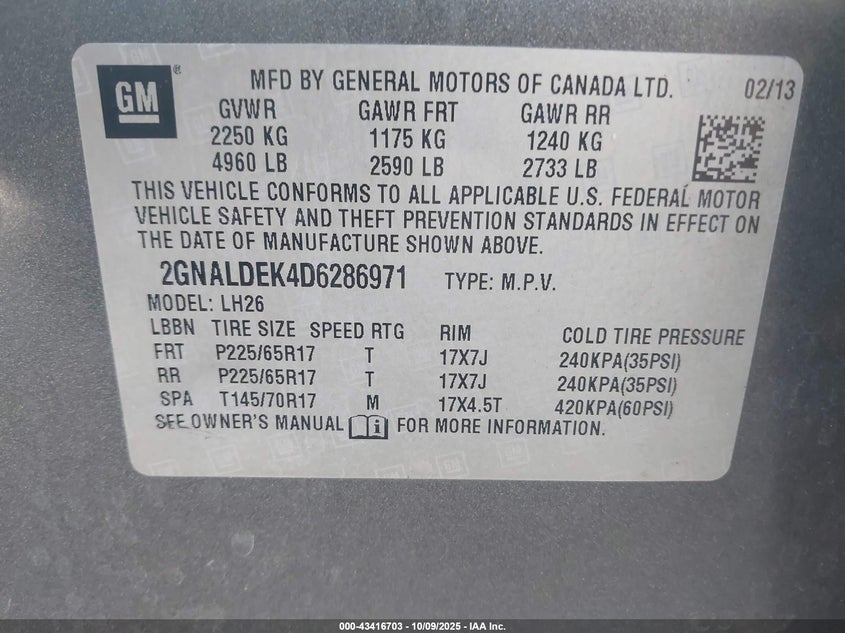 GM ®
MFD BY GENERAL MOTORS OF CANADA LTD. 02/13
GVWR GAWR FRT GAWR RR
2250 KG 1175 KG 1240 KG
4960 LB 2590 LB 2733 LB
THIS VEHICLE CONFORMS TO ALL APPLICABLE U.S. FEDERAL MOTOR
VEHICLE SAFETY AND THEFT PREVENTION STANDARDS IN EFFECT ON
THE DATE OF MANUFACTURE SHOWN ABOVE.
2GNALDEK4D6286971 TYPE: M.P.V.
MODEL: LH26
LBBN TIRE SIZE SPEED RTG RIM COLD TIRE PRESSURE
FRT P225/65R17 T 17X7J 240KPA(35PSI)
RR P225/65R17 T 17X7J 240KPA(35PSI)
SPA T145/70R17 M 17X4.5T 420KPA(60PSI)
SEE OWNER'S MANUAL i FOR MORE INFORMATION.
000-43416703 - 10/09/2025 - IAA Inc.